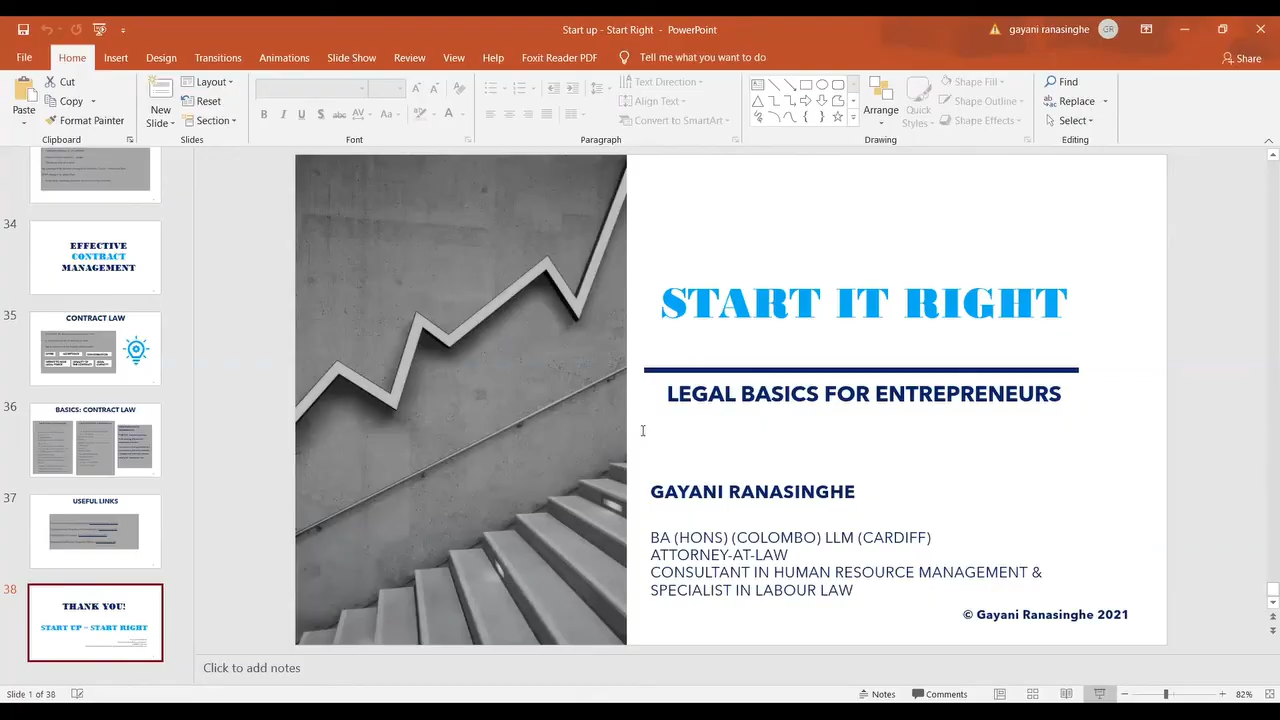 Start up - Start Right - PowerPoint
gayani ranasinghe
GR
File
Home
Insert
Design
Transitions
Animations
Slide Show
Review
View
Help
Foxit Reader PDF
Tell me what you want to do
Share
Paste
Cut
Copy
Format Painter
Clipboard
New
Slide
Layout
Reset
Section
Slides
B I U S abc AV Aa
A
Font
Text Direction
Align Text
Convert to SmartArt
Paragraph
Arrange
Quick
Styles
Shape Fill
Shape Outline
Shape Effects
Drawing
Find
Replace
Select
Editing
34
EFFECTIVE
CONTRACT
MANAGEMENT
35
CONTRACT LAW
36
BASICS: CONTRACT LAW
37
USEFUL LINKS
38
THANK YOU!
START UP – START RIGHT
START IT RIGHT
LEGAL BASICS FOR ENTREPRENEURS
GAYANI RANASINGHE
BA (HONS) (COLOMBO) LLM (CARDIFF)
ATTORNEY-AT-LAW
CONSULTANT IN HUMAN RESOURCE MANAGEMENT &
SPECIALIST IN LABOUR LAW
© Gayani Ranasinghe 2021
Click to add notes
Slide 1 of 38
Notes
Comments
82%